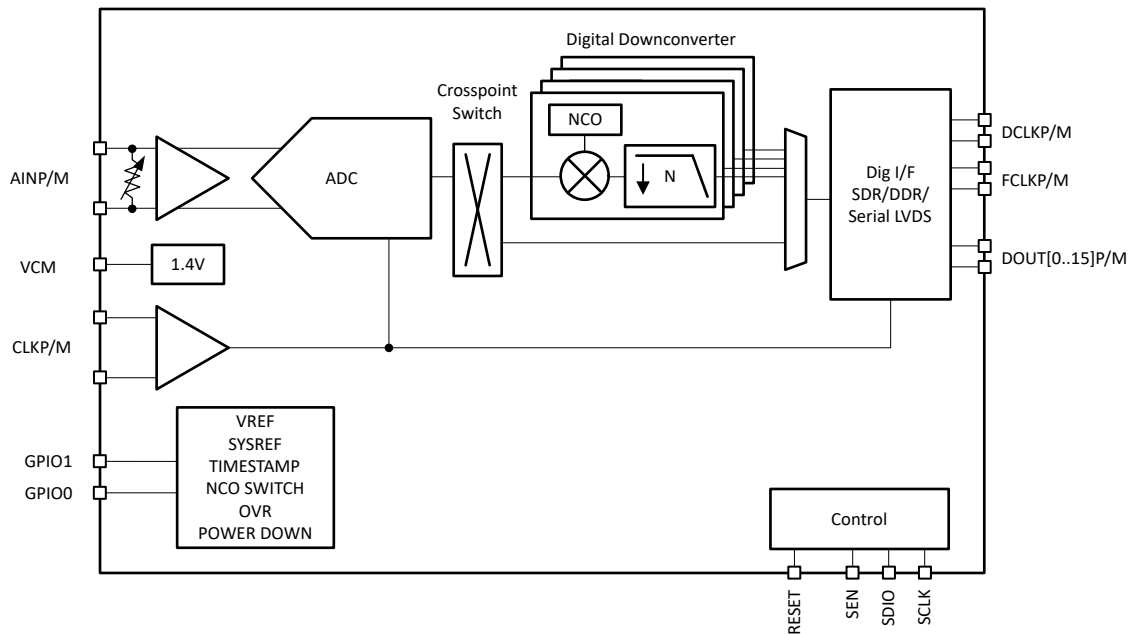 Digital Downconverter
Crosspoint
Switch
NCO
AINP/M
ADC
N
Dig I/F
SDR/DDR/
Serial LVDS
DCLKP/M
FCLKP/M
DOUT[0..15]P/M
VCM
1.4V
CLKP/M
GPIO1
GPIO0
VREF
SYSREF
TIMESTAMP
NCO SWITCH
OVR
POWER DOWN
Control
RESET
SEN
SDIO
SCLK